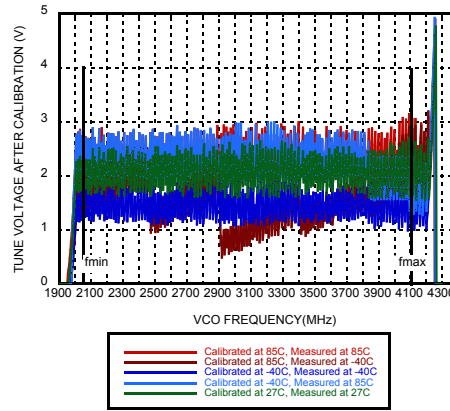 TUNE VOLTAGE AFTER CALIBRATION (V)
5
4
3
2
1
0
fmin
fmax
1900 2100 2300 2500 2700 2900 3100 3300 3500 3700 3900 4100 4300
VCO FREQUENCY(MHz)
Calibrated at 85C, Measured at 85C
Calibrated at 85C, Measured at -40C
Calibrated at -40C, Measured at -40C
Calibrated at -40C, Measured at 85C
Calibrated at 27C, Measured at 27C